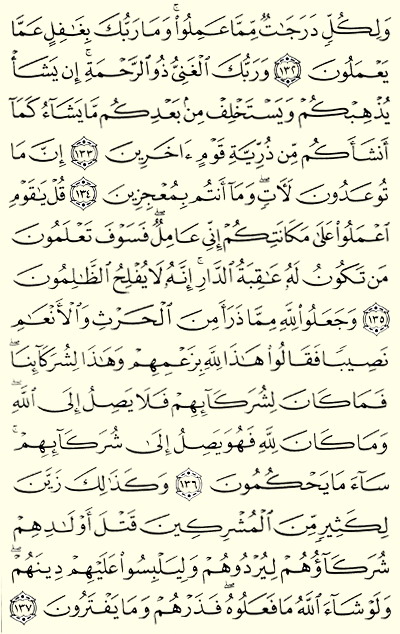 وَلِكُلٍّ دَرَجَٰتٌ مِّمَّا عَمِلُوا۟ ۚ وَمَا رَبُّكَ بِغَٰفِلٍ عَمَّا
يَعْمَلُونَ ۝١٣٢ وَرَبُّكَ ٱلْغَنِىُّ ذُو ٱلرَّحْمَةِ ۚ إِن يَشَأْ
يُذْهِبْكُمْ وَيَسْتَخْلِفْ مِنۢ بَعْدِكُم مَّا يَشَآءُ كَمَآ
أَنشَأَكُم مِّن ذُرِّيَّةِ قَوْمٍ ءَاخَرِينَ ۝١٣٣ إِنَّ مَا
تُوعَدُونَ لَءَاتٍ ۖ وَمَآ أَنتُم بِمُعْجِزِينَ ۝١٣٤ قُلْ يَٰقَوْمِ
ٱعْمَلُوا۟ عَلَىٰ مَكَانَتِكُمْ إِنِّى عَامِلٌ ۖ فَسَوْفَ تَعْلَمُونَ
مَن تَكُونُ لَهُۥ عَٰقِبَةُ ٱلدَّارِ ۗ إِنَّهُۥ لَا يُفْلِحُ ٱلظَّٰلِمُونَ
۝١٣٥ وَجَعَلُوا۟ لِلَّهِ مِمَّا ذَرَأَ مِنَ ٱلْحَرْثِ وَٱلْأَنْعَٰمِ
نَصِيبًا فَقَالُوا۟ هَٰذَا لِلَّهِ بِزَعْمِهِمْ وَهَٰذَا لِشُرَكَآئِنَا ۖ
فَمَا كَانَ لِشُرَكَآئِهِمْ فَلَا يَصِلُ إِلَى ٱللَّهِ ۖ
وَمَا كَانَ لِلَّهِ فَهُوَ يَصِلُ إِلَىٰ شُرَكَآئِهِمْ ۗ
سَآءَ مَا يَحْكُمُونَ ۝١٣٦ وَكَذَٰلِكَ زَيَّنَ
لِكَثِيرٍ مِّنَ ٱلْمُشْرِكِينَ قَتْلَ أَوْلَٰدِهِمْ
شُرَكَآؤُهُمْ لِيُرْدُوهُمْ وَلِيَلْبِسُوا۟ عَلَيْهِمْ دِينَهُمْ ۖ
وَلَوْ شَآءَ ٱللَّهُ مَا فَعَلُوهُ ۖ فَذَرْهُمْ وَمَا يَفْتَرُونَ ۝١٣٧